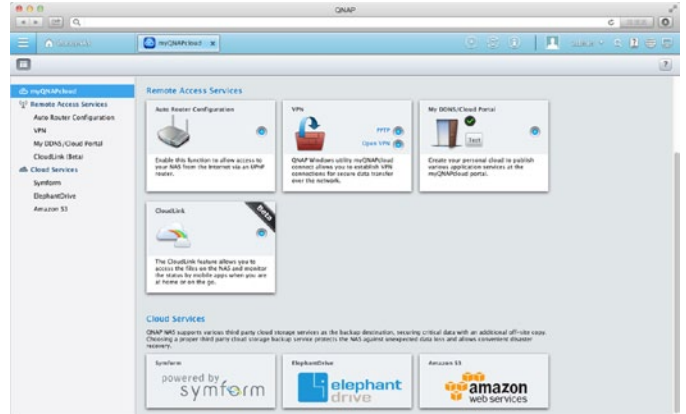 QNAP
myQNAPcloud x
?
myQNAPcloud
Remote Access Services
Auto Router Configuration
VPN
My DDNS/Cloud Portal
CloudLink (Beta)
Cloud Services
Symform
ElephantDrive
Amazon S3
Remote Access Services
Auto Router Configuration
Enable this function to allow access to
your NAS from the Internet via an UPnP
router.
VPN
PPTP
Open VPN
QNAP Windows utility myQNAPcloud
connect allows you to establish VPN
connections for secure data transfer
over the network.
My DDNS/Cloud Portal
Test
Create your personal cloud to publish
various application services at the
myQNAPcloud portal.
CloudLink
Beta
The CloudLink feature allows you to
access the files on the NAS and monitor
the status by mobile apps when you are
at home or on the go.
Cloud Services
QNAP NAS supports various third party cloud storage services as the backup destination, securing critical data with an additional off-site copy.
Choosing a proper third party cloud storage backup service protects the NAS against unexpected data loss and allows convenient disaster
recovery.
Symform
powered by
symform
ElephantDrive
elephant
drive
Amazon S3
amazon
web services